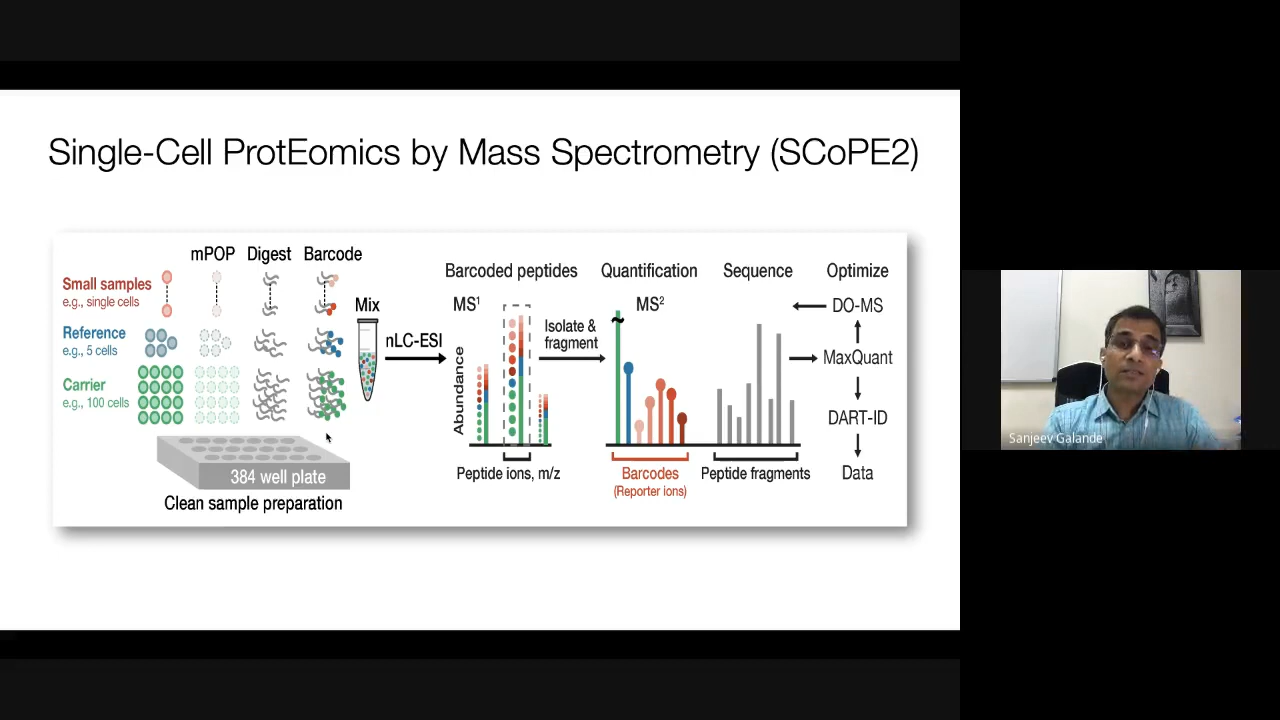 Single-Cell ProtEomics by Mass Spectrometry (SCoPE2)
mPOP Digest Barcode
Small samples
e.g., single cells
Reference
e.g., 5 cells
Carrier
e.g., 100 cells
384 well plate
Clean sample preparation
Mix
nLC-ESI
Barcoded peptides
MS¹
Abundance
Peptide ions, m/z
Isolate &
fragment
Quantification
MS²
Barcodes
(Reporter ions)
Sequence
Peptide fragments
Optimize
DO-MS
MaxQuant
DART-ID
Data
Sanjeev Galande